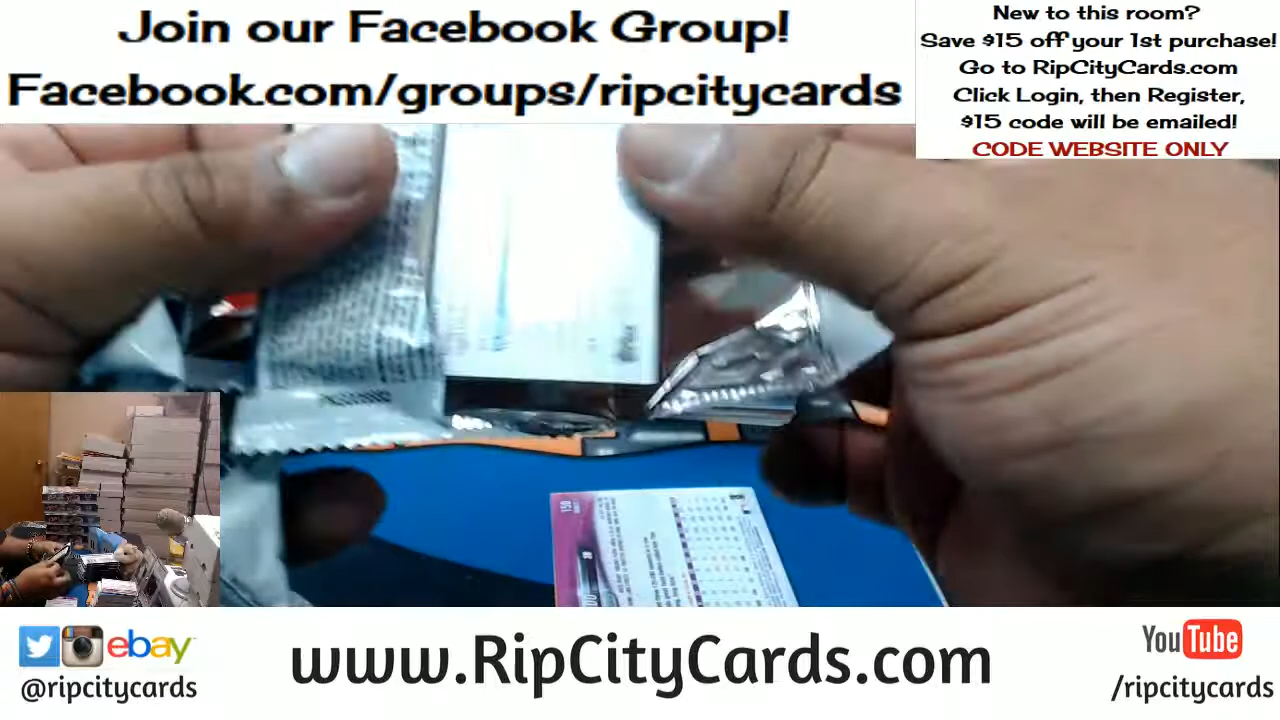 Join our Facebook Group!
Facebook.com/groups/ripcitycards
New to this room?
Save $15 off your 1st purchase!
Go to RipCityCards.com
Click Login, then Register,
$15 code will be emailed!
CODE WEBSITE ONLY
150
ebay
@ripcitycards
www.RipCityCards.com
YouTube
/ripcitycards